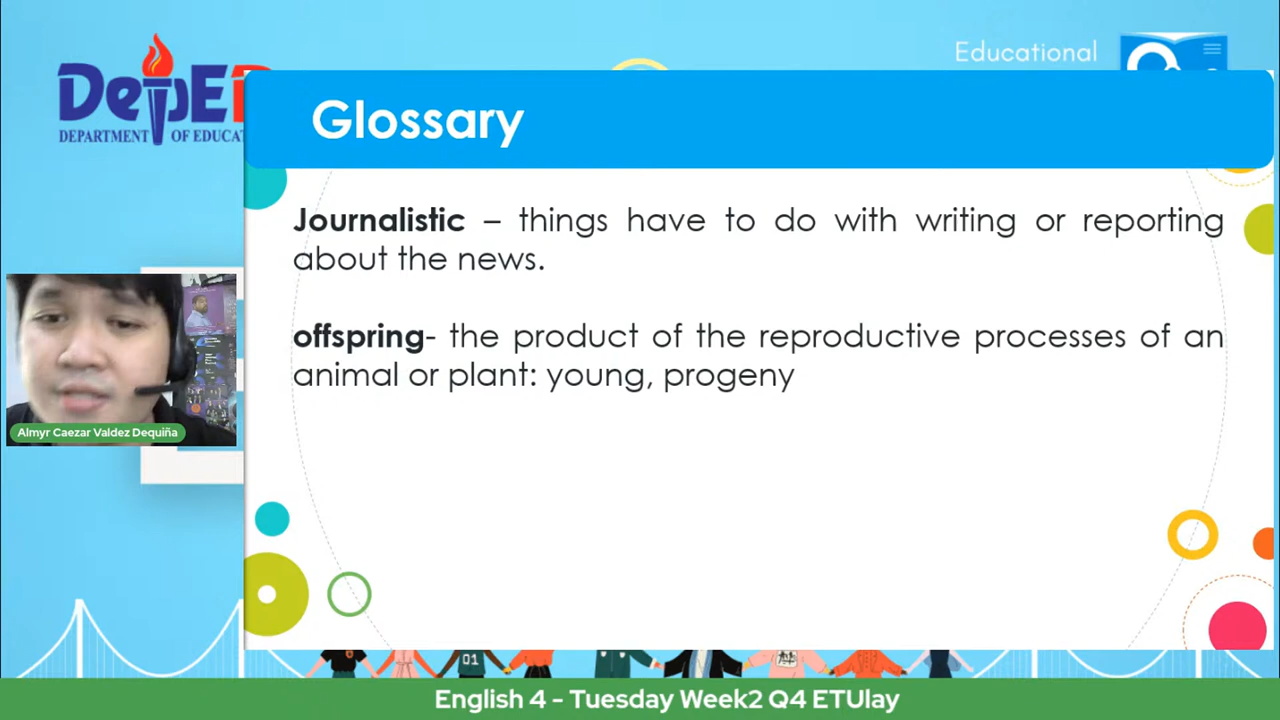 Educational
DepED
DEPARTMENT OF EDUCAT
Glossary
Journalistic – things have to do with writing or reporting
about the news.
offspring- the product of the reproductive processes of an
animal or plant: young, progeny
Almyr Caezar Valdez Dequiña
01
English 4 - Tuesday Week2 Q4 ETUlay